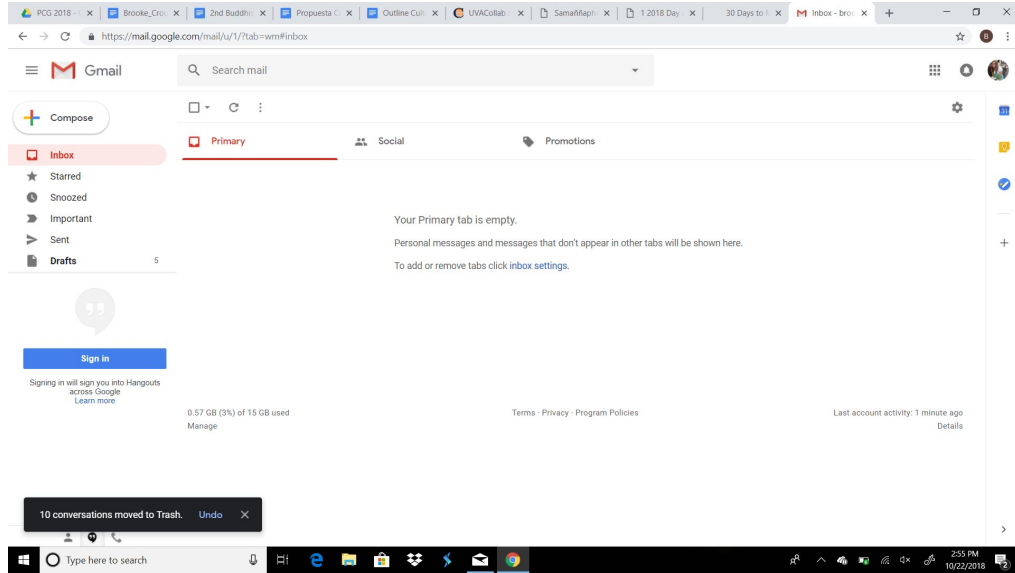 PCG 2018 -
Brooke_Cro
2nd Buddhi
Propuesta C
Outline Cult
UVACollab
Samaññaph
1 2018 Day
30 Days to
Inbox - broo
https://mail.google.com/mail/u/1/?tab=wm#inbox
B
Gmail
Search mail
Compose
31
Primary
Social
Promotions
Inbox
Starred
Snoozed
Important
Sent
Drafts 5
Your Primary tab is empty.
Personal messages and messages that don't appear in other tabs will be shown here.
To add or remove tabs click inbox settings.
Sign in
Signing in will sign you into Hangouts
across Google
Learn more
0.57 GB (3%) of 15 GB used
Manage
Terms · Privacy · Program Policies
Last account activity: 1 minute ago
Details
10 conversations moved to Trash. Undo
Type here to search
2:55 PM
10/22/2018
2